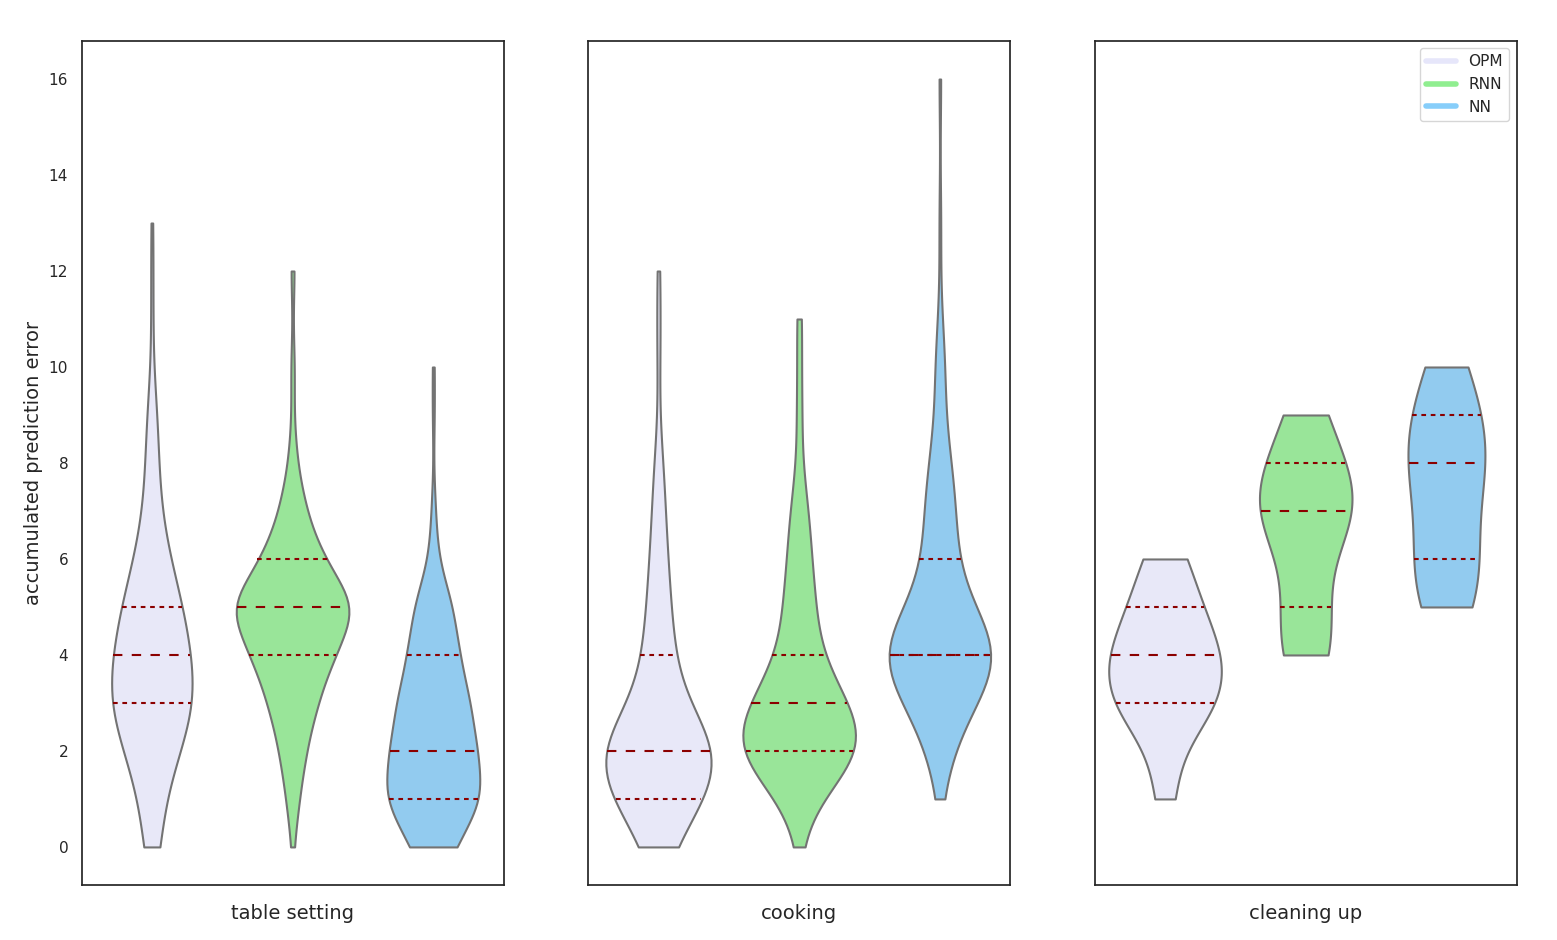 accumulated prediction error
16
14
12
10
8
6
4
2
0
table setting
cooking
cleaning up
OPM
RNN
NN